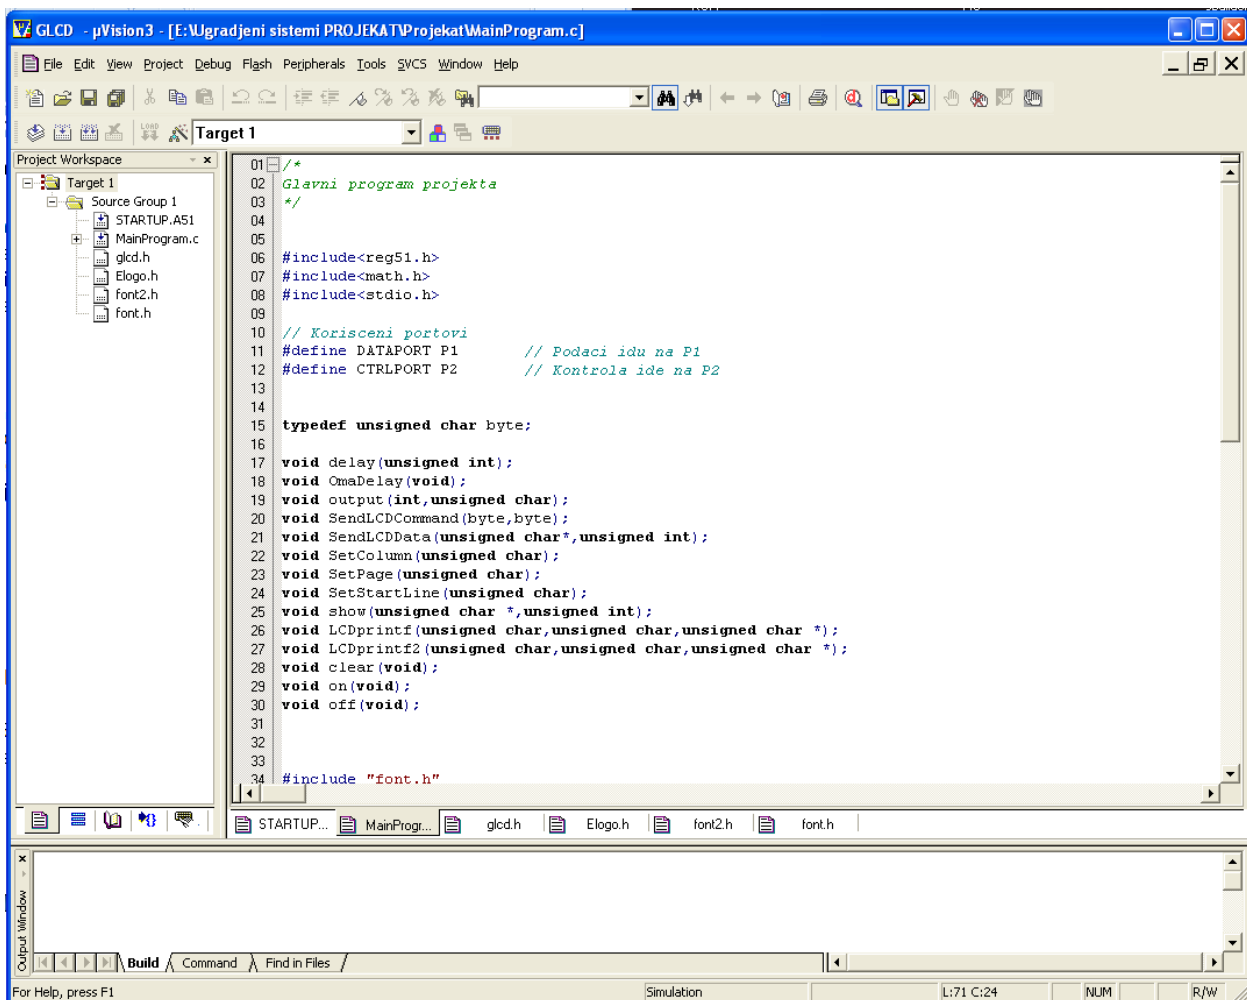 GLCD - µVision3 - [E:\Ugradjeni sistemi PROJEKAT\Projekat\MainProgram.c]
File Edit View Project Debug Flash Peripherals Tools SVCS Window Help
Target 1
Project Workspace
Target 1
Source Group 1
STARTUP.A51
MainProgram.c
glcd.h
Elogo.h
font2.h
font.h
01 /*
02 Glavni program projekta
03 */
04
05
06 #include<reg51.h>
07 #include<math.h>
08 #include<stdio.h>
09
10 // Korisceni portovi
11 #define DATAPORT P1 // Podaci idu na P1
12 #define CTRLPORT P2 // Kontrola ide na P2
13
14
15 typedef unsigned char byte;
16
17 void delay(unsigned int);
18 void OmaDelay(void);
19 void output(int,unsigned char);
20 void SendLCDCommand(byte,byte);
21 void SendLCDData(unsigned char*,unsigned int);
22 void SetColumn(unsigned char);
23 void SetPage(unsigned char);
24 void SetStartLine(unsigned char);
25 void show(unsigned char *,unsigned int);
26 void LCDprintf(unsigned char,unsigned char,unsigned char *);
27 void LCDprintf2(unsigned char,unsigned char,unsigned char *);
28 void clear(void);
29 void on(void);
30 void off(void);
31
32
33
34 #include "font.h"
STARTUP... MainProgr... glcd.h Elogo.h font2.h font.h
Output Window
Build Command Find in Files
For Help, press F1 Simulation L:71 C:24 NUM R/W